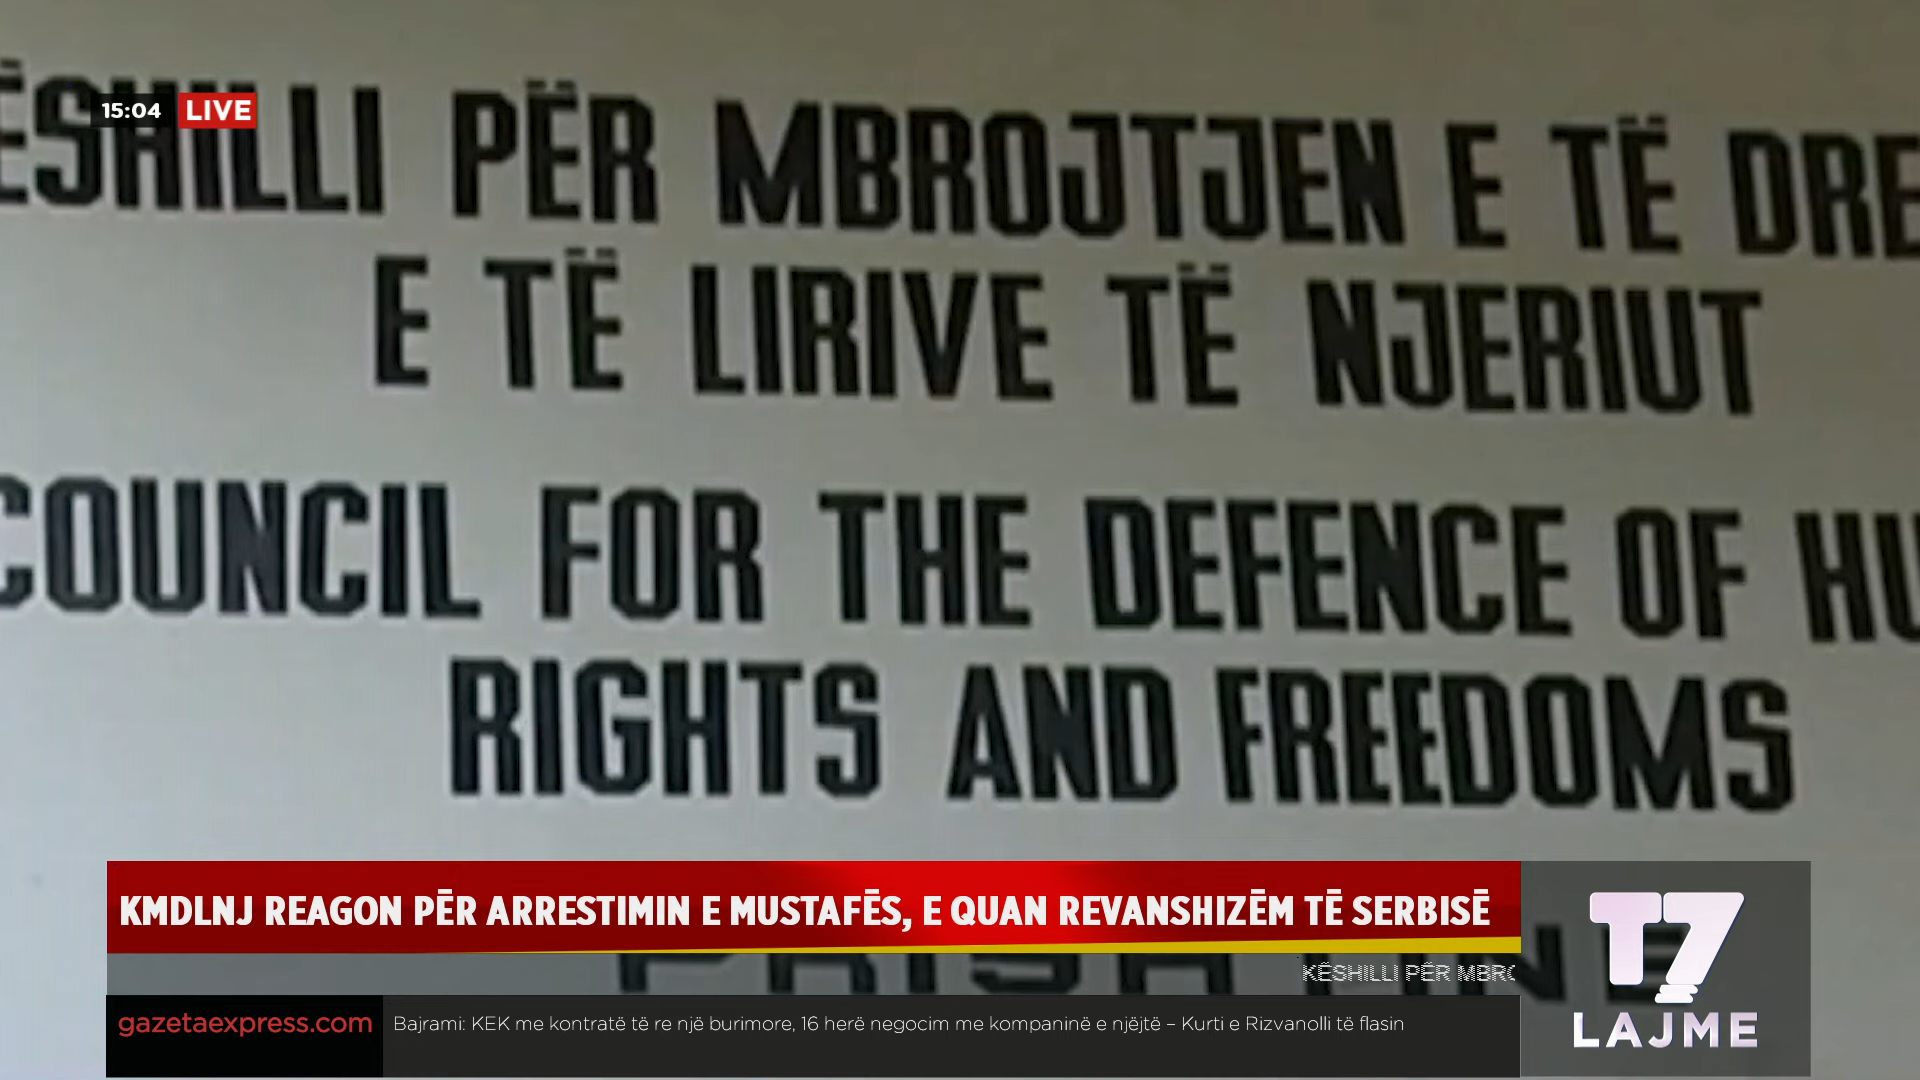 15:04 LIVE
ËSHILLI PËR MBROJTJEN E TË DRE
E TË LIRIVE TË NJERIUT
COUNCIL FOR THE DEFENCE OF HU
RIGHTS AND FREEDOMS
KMDLNJ REAGON PËR ARRESTIMIN E MUSTAFËS, E QUAN REVANSHIZËM TË SERBISË
KËSHILLI PËR MBRO
gazetaexpress.com Bajrami: KEK me kontratë të re një burimore, 16 herë negocim me kompaninë e njëjtë – Kurti e Rizvanolli të flasin
T7
LAJME